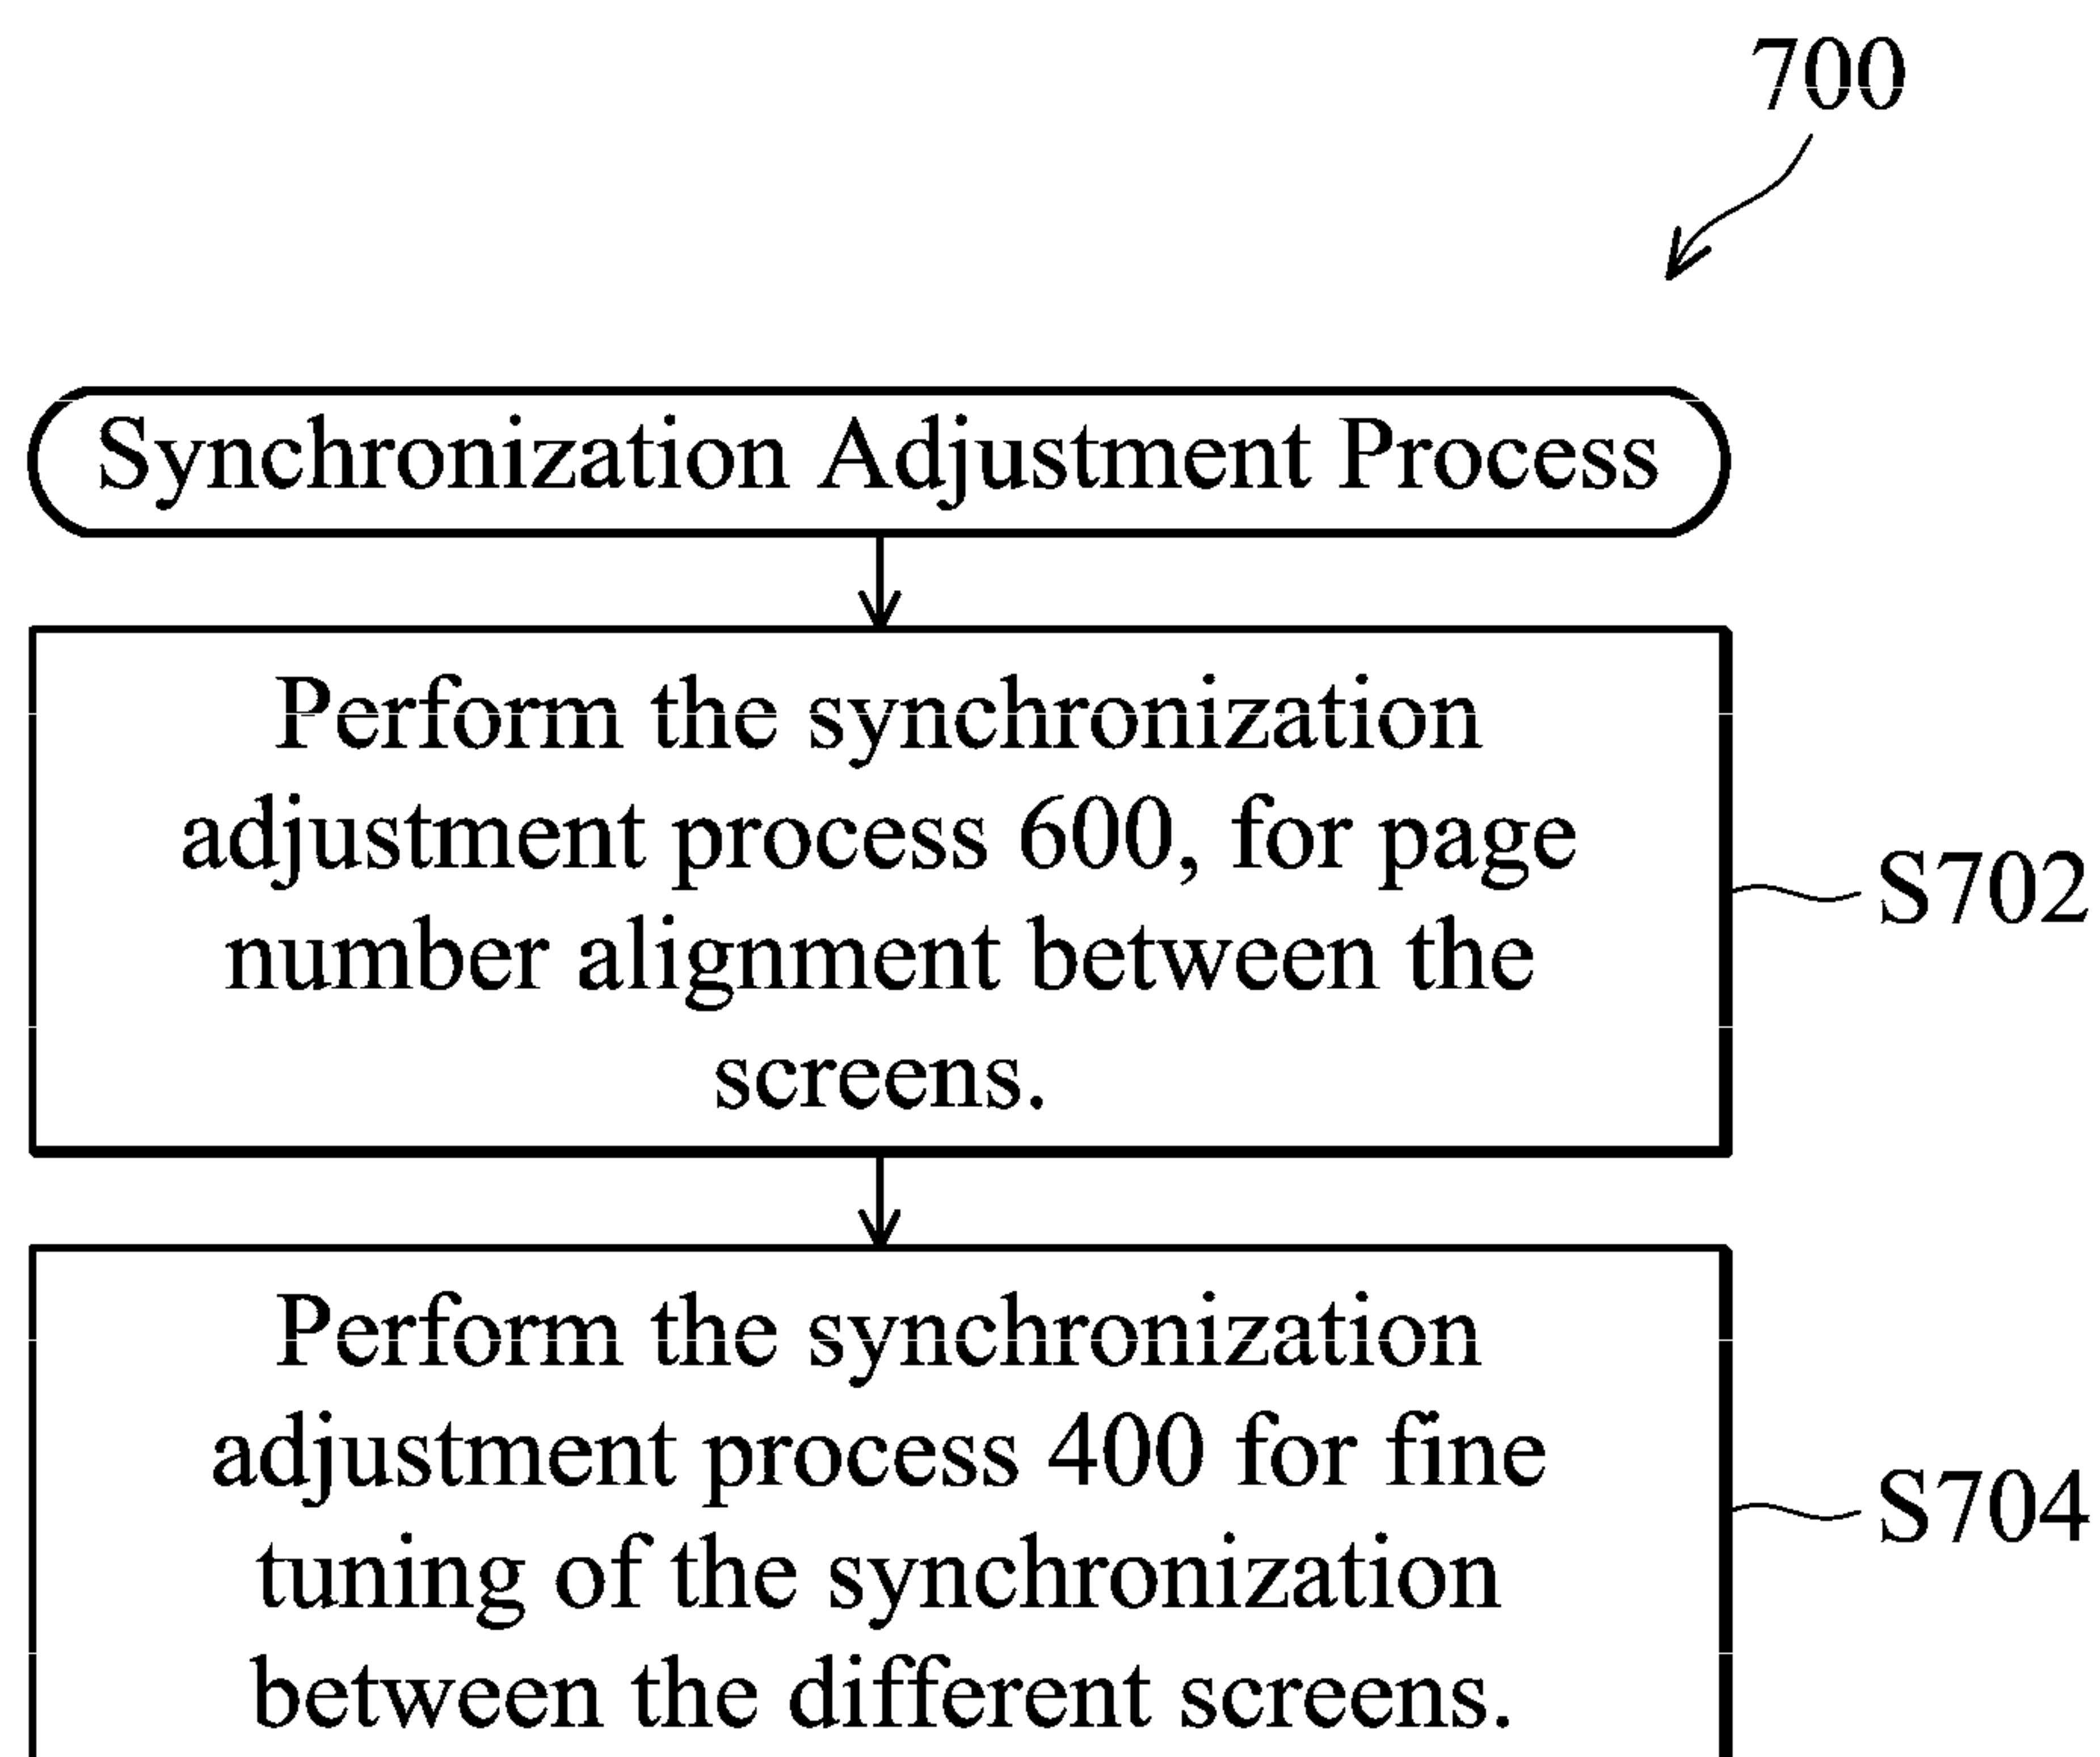 700
Synchronization Adjustment Process
Perform the synchronization
adjustment process 600, for page
number alignment between the
screens.
S702
Perform the synchronization
adjustment process 400 for fine
tuning of the synchronization
between the different screens.
S704